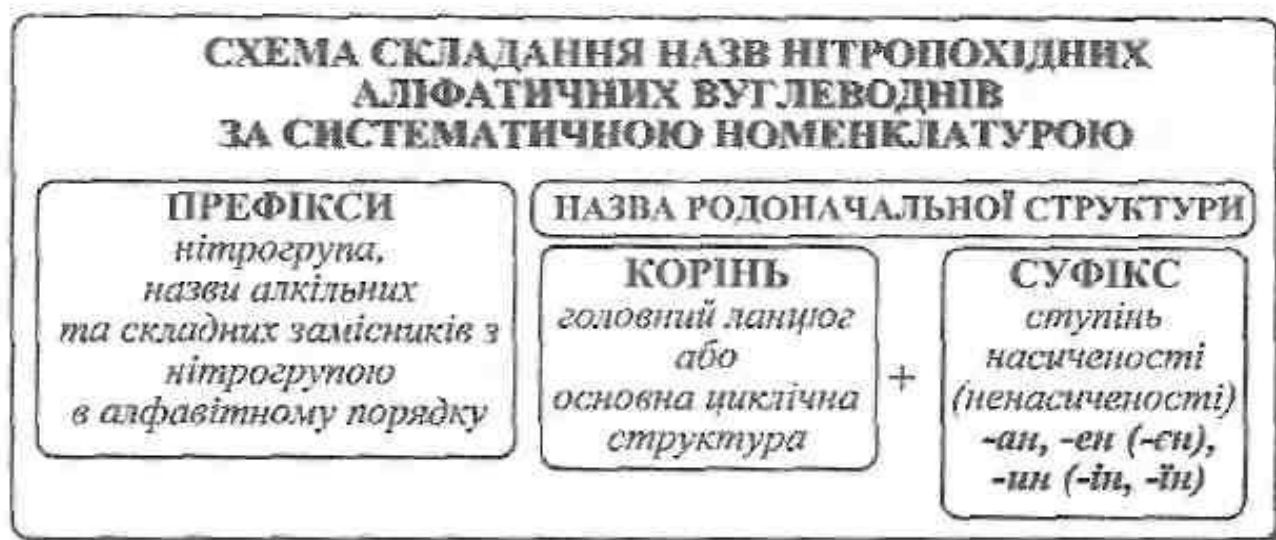 СХЕМА СКЛАДАННЯ НАЗВ НІТРОПОХІДНИХ
АЛІФАТИЧНИХ ВУГЛЕВОДНІВ
ЗА СИСТЕМАТИЧНОЮ НОМЕНКЛАТУРОЮ
ПРЕФІКСИ
нітрогрупа,
назви алкільних
та складних замісників з
нітрогрупою
в алфавітному порядку
НАЗВА РОДОНАЧАЛЬНОЇ СТРУКТУРИ
КОРІНЬ
головний ланцюг
або
основна циклічна
структура
+
СУФІКС
ступінь
насиченості
(ненасиченості)
-ан, -ен (-єн),
-ин (-ін, -їн)